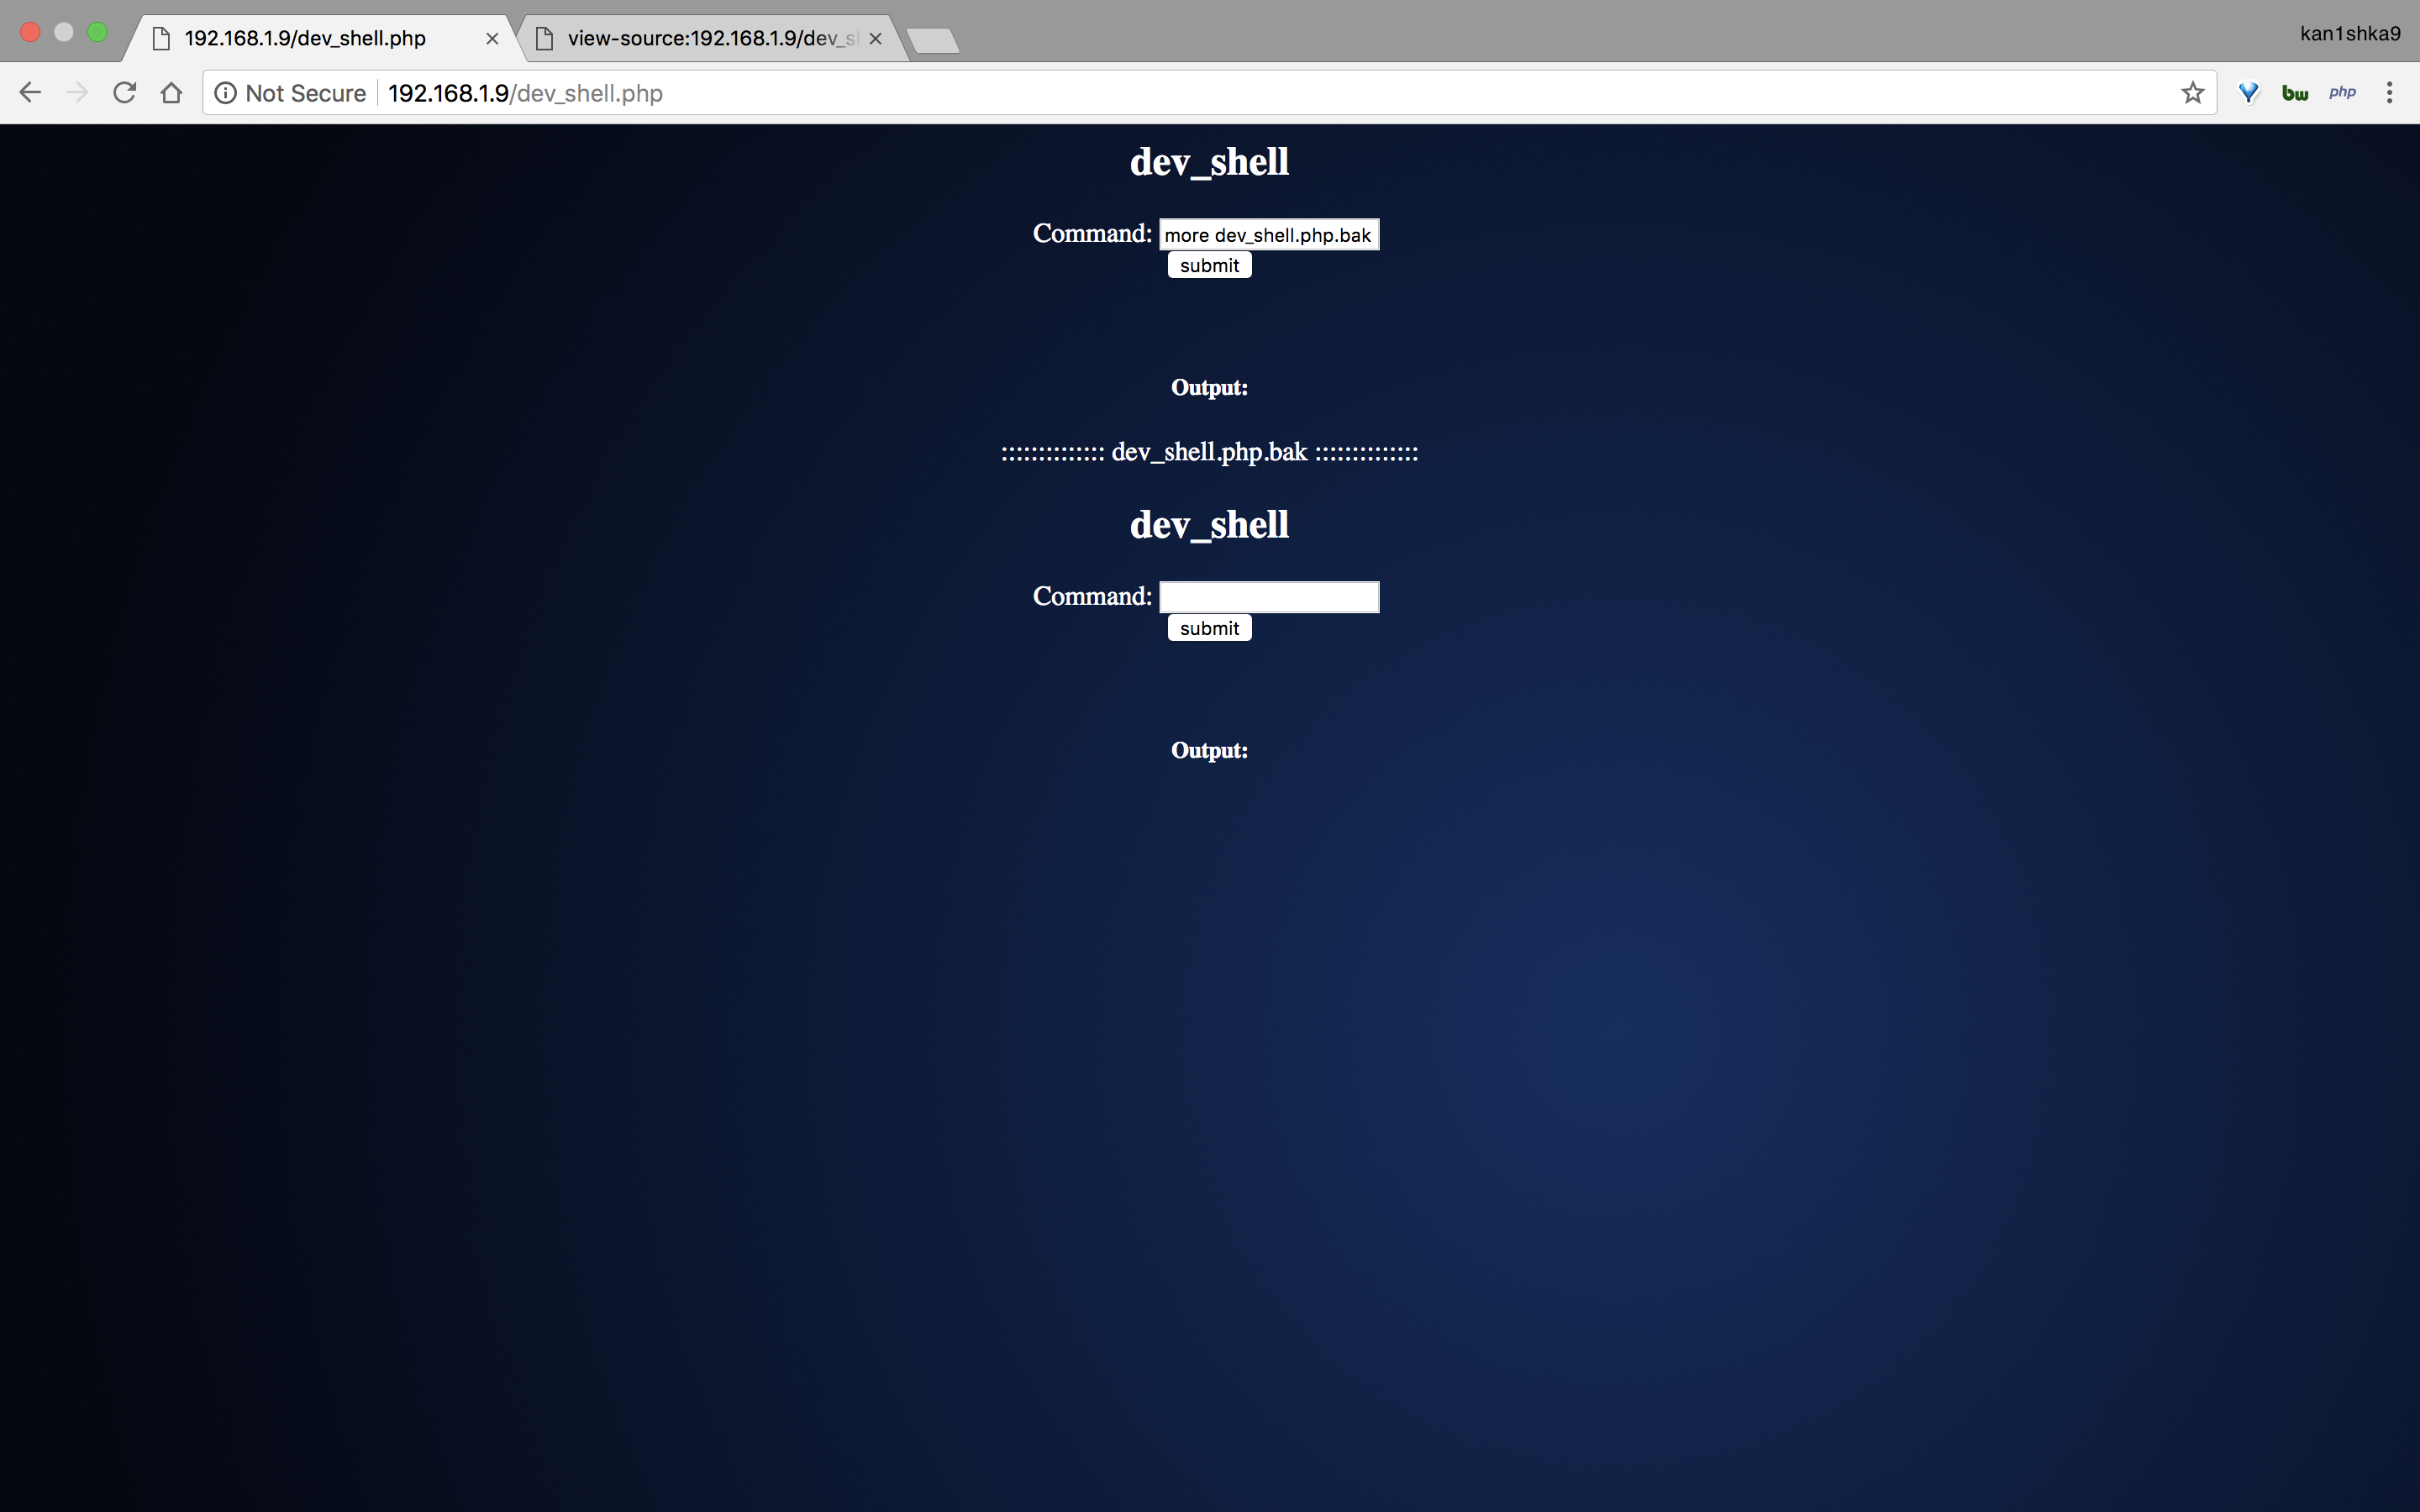 192.168.1.9/dev_shell.php
view-source:192.168.1.9/dev_sl
kan1shka9
Not Secure 192.168.1.9/dev_shell.php
bw
php
dev_shell
Command: more dev_shell.php.bak
submit
Output:
:::::::::::::: dev_shell.php.bak ::::::::::::::
dev_shell
Command:
submit
Output: